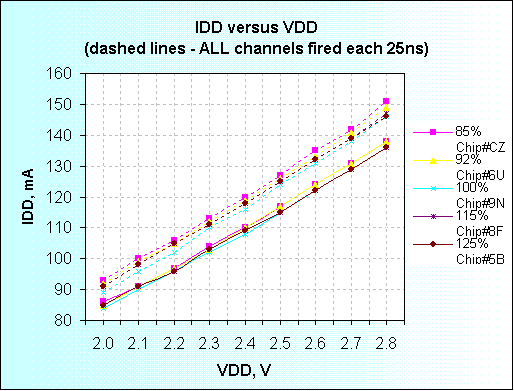 IDD versus VDD
(dashed lines - ALL channels fired each 25ns)
160
150
140
130
120
110
100
90
80
IDD, mA
2.0 2.1 2.2 2.3 2.4 2.5 2.6 2.7 2.8
VDD, V
85%
Chip#CZ
92%
Chip#6U
100%
Chip#9N
115%
Chip#8F
125%
Chip#5B